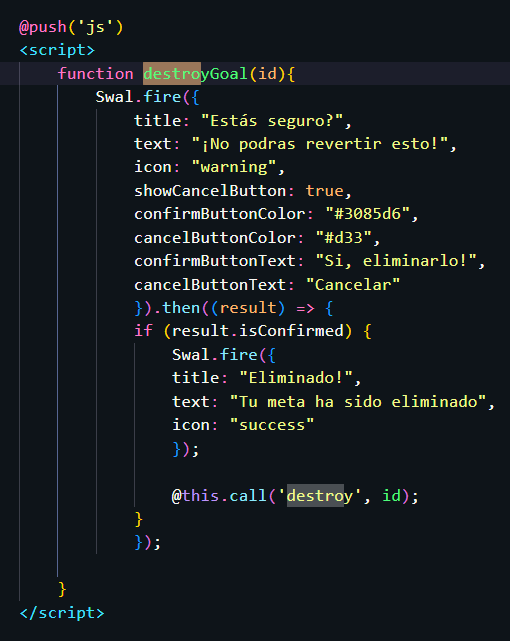 @push('js')
<script>
    function destroyGoal(id){
        Swal.fire({
            title: "Estás seguro?",
            text: "¡No podras revertir esto!",
            icon: "warning",
            showCancelButton: true,
            confirmButtonColor: "#3085d6",
            cancelButtonColor: "#d33",
            confirmButtonText: "Si, eliminarlo!",
            cancelButtonText: "Cancelar"
            }).then((result) => {
            if (result.isConfirmed) {
                Swal.fire({
                title: "Eliminado!",
                text: "Tu meta ha sido eliminado",
                icon: "success"
                });

                @this.call('destroy', id);
            }
            });

    }
</script>